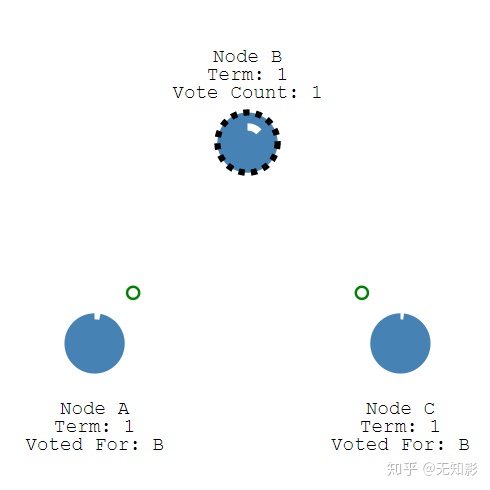 Node B
Term: 1
Vote Count: 1
Node A
Term: 1
Voted For: B
Node C
Term: 1
Voted For: B
知乎 @无知影